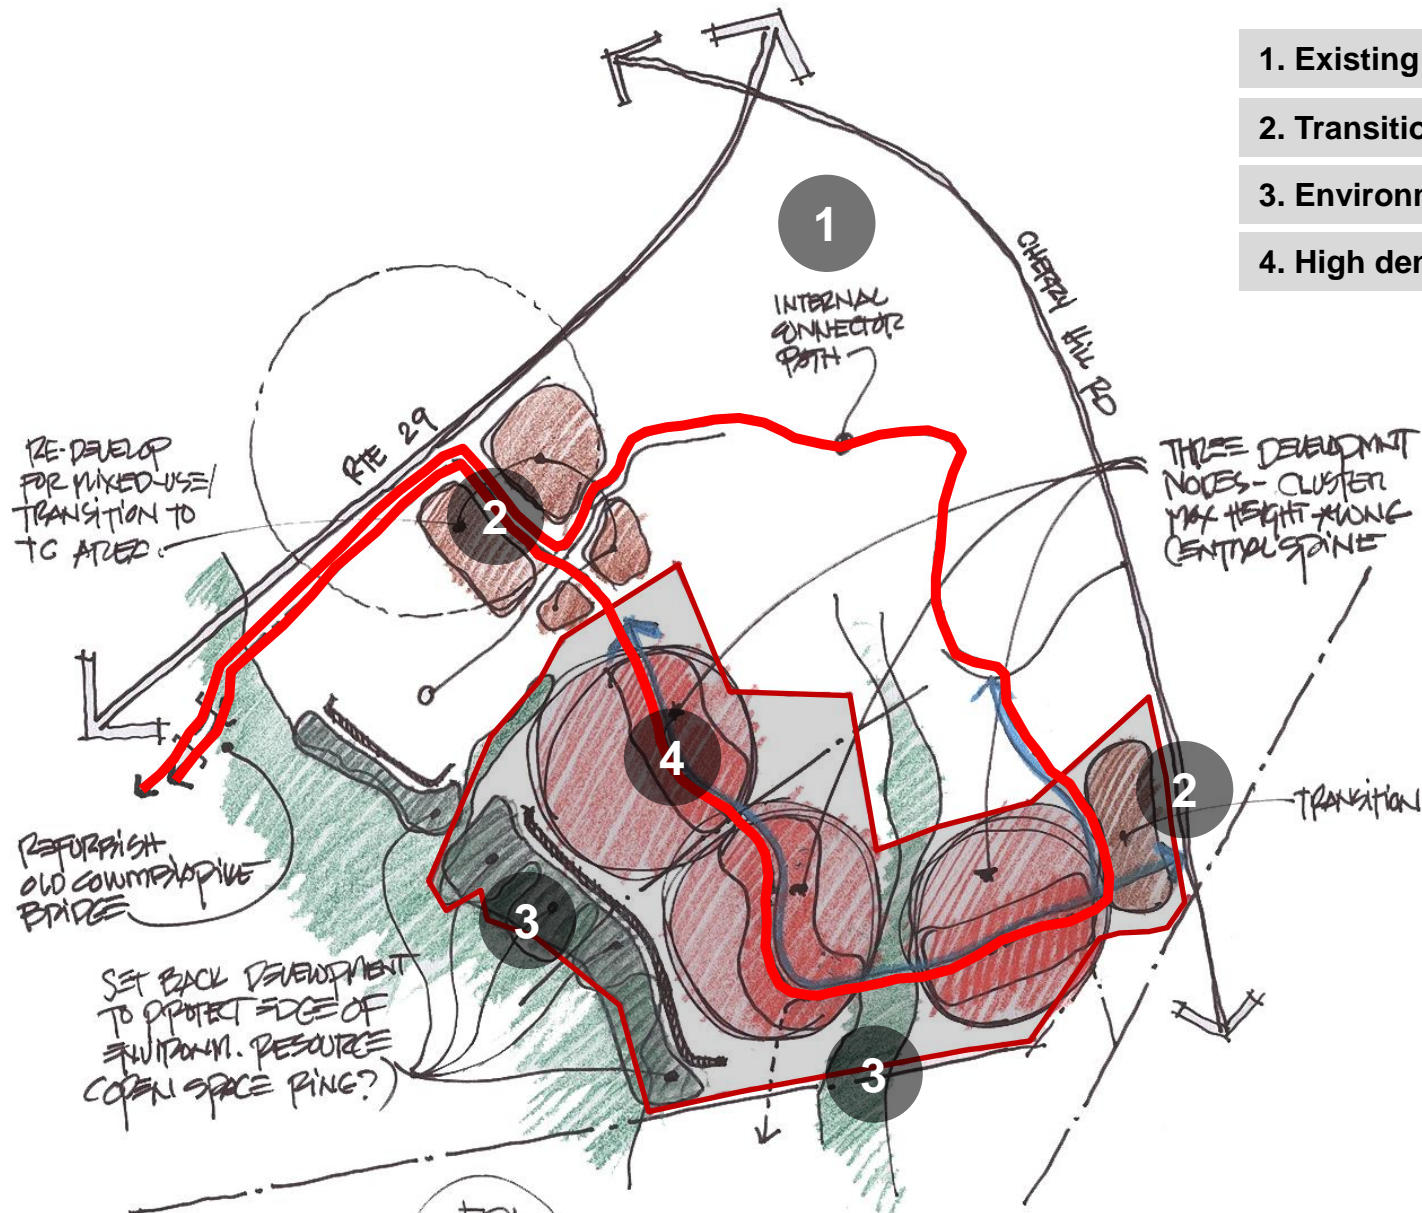 1. Existing
2. Transitio
3. Environm
4. High den
1
INTERNAL
CONNECTOR
PATH
CHERRY HILL RD
RTE 29
RE-DEVELOP
FOR MIXED-USE/
TRANSITION TO
TC AREA.
2
THREE DEVELOPMNT
NODES - CLUSTER
MAX HEIGHT ALONG
CENTRAL SPINE
4
2
TRANSITION
REFURBISH
OLD COLUMBIA PIKE
BRIDGE
3
SET BACK DEVELOPMENT
TO PROTECT EDGE OF
ENVIRONM. RESOURCE
(OPEN SPACE RING?)
3